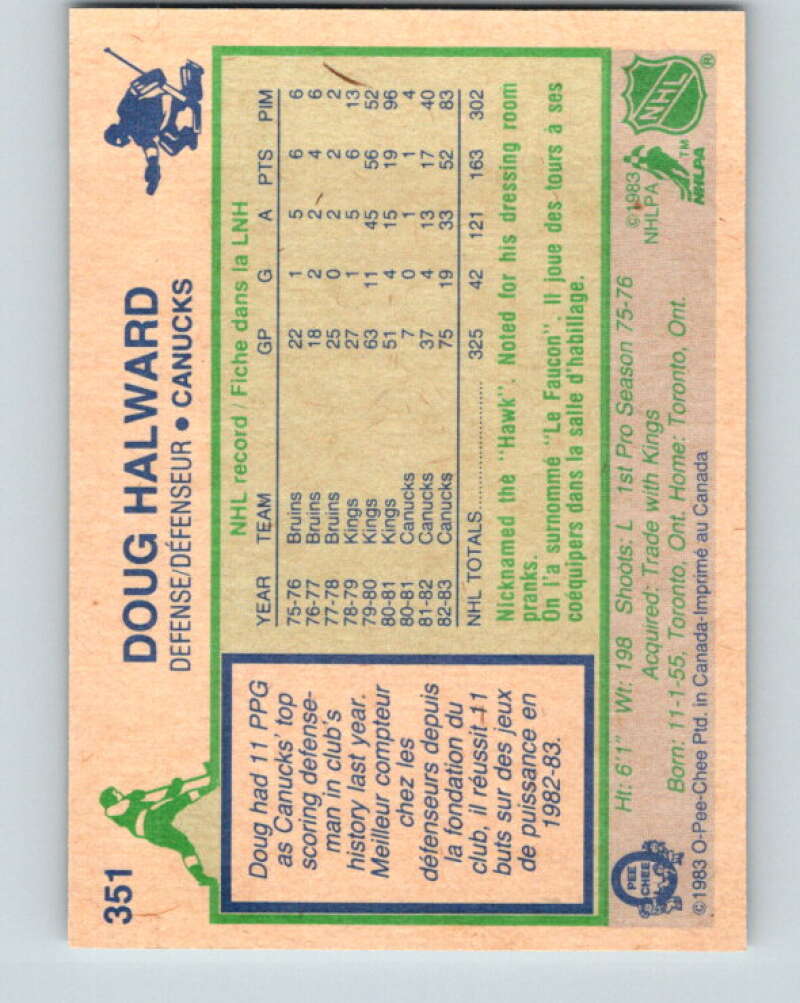 351
DOUG HALWARD
DEFENSE/DÉFENSEUR • CANUCKS
Doug had 11 PPG
as Canucks' top
scoring defense-
man in club's
history last year.
Meilleur compteur
chez les
défenseurs depuis
la fondation du
club, il réussit 11
buts sur des jeux
de puissance en
1982-83.
NHL record / Fiche dans la LNH
YEAR TEAM GP G A PTS PIM
75-76 Bruins 22 1 5 6 6
76-77 Bruins 18 2 2 4 6
77-78 Bruins 25 0 2 2 2
78-79 Kings 27 1 5 6 13
79-80 Kings 63 11 45 56 52
80-81 Kings 51 4 15 19 96
80-81 Canucks 7 0 1 1 4
81-82 Canucks 37 4 13 17 40
82-83 Canucks 75 19 33 52 83
NHL TOTALS 325 42 121 163 302
Nicknamed the "Hawk". Noted for his dressing room
pranks.
On l'a surnommé "Le Faucon". Il joue des tours à ses
coéquipers dans la salle d'habillage.
Ht: 6'1" Wt: 198 Shoots: L 1st Pro Season 75-76
Acquired: Trade with Kings
Born: 11-1-55, Toronto, Ont. Home: Toronto, Ont.
©1983 O-Pee-Chee Ptd. in Canada-Imprimé au Canada
O PEE CHEE
©1983
NHLPA
NHL ®
NHLPA TM